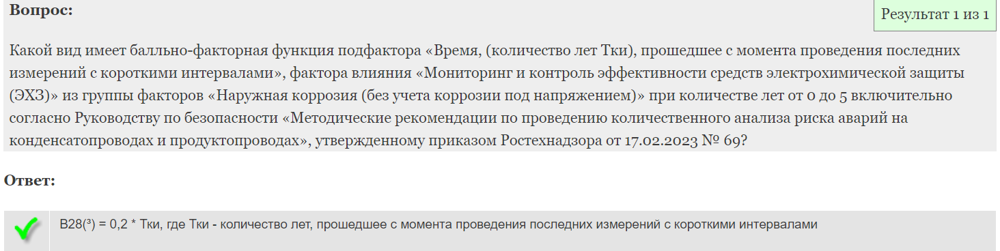 Вопрос:
Результат 1 из 1
Какой вид имеет балльно-факторная функция подфактора «Время, (количество лет Тки), прошедшее с момента проведения последних
измерений с короткими интервалами», фактора влияния «Мониторинг и контроль эффективности средств электрохимической защиты
(ЭХЗ)» из группы факторов «Наружная коррозия (без учета коррозии под напряжением)» при количестве лет от 0 до 5 включительно
согласно Руководству по безопасности «Методические рекомендации по проведению количественного анализа риска аварий на
конденсатопроводах и продуктопроводах», утвержденному приказом Ростехнадзора от 17.02.2023 № 69?
Ответ:
B28(³) = 0,2 * Тки, где Тки - количество лет, прошедшее с момента проведения последних измерений с короткими интервалами